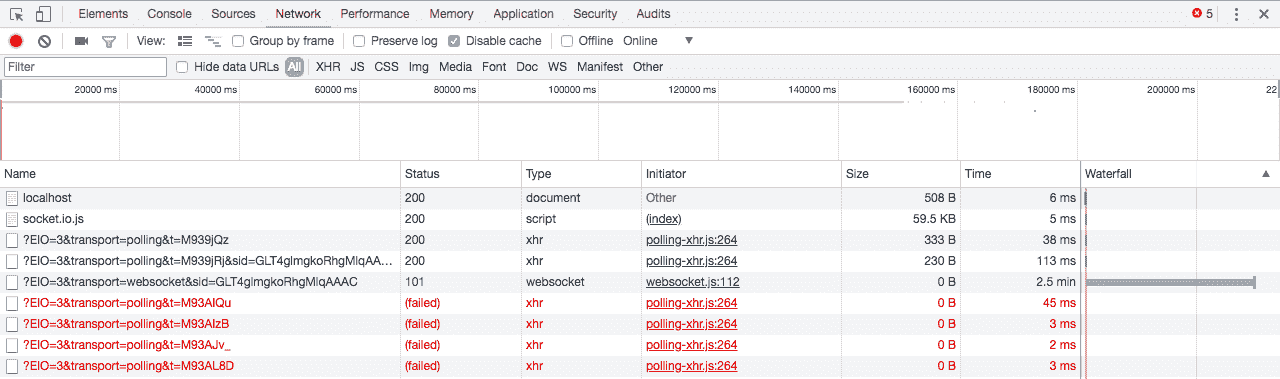 Elements Console Sources Network Performance Memory Application Security Audits 5
View: Group by frame Preserve log Disable cache Offline Online
Filter Hide data URLs All XHR JS CSS Img Media Font Doc WS Manifest Other
20000 ms 40000 ms 60000 ms 80000 ms 100000 ms 120000 ms 140000 ms 160000 ms 180000 ms 200000 ms 22
Name Status Type Initiator Size Time Waterfall
localhost 200 document Other 508 B 6 ms
socket.io.js 200 script (index) 59.5 KB 5 ms
?EIO=3&transport=polling&t=M939jQz 200 xhr polling-xhr.js:264 333 B 38 ms
?EIO=3&transport=polling&t=M939jRj&sid=GLT4glmgkoRhgMlqAA... 200 xhr polling-xhr.js:264 230 B 113 ms
?EIO=3&transport=websocket&sid=GLT4glmgkoRhgMlqAAAC 101 websocket websocket.js:112 0 B 2.5 min
?EIO=3&transport=polling&t=M93AIQu (failed) xhr polling-xhr.js:264 0 B 45 ms
?EIO=3&transport=polling&t=M93AIzB (failed) xhr polling-xhr.js:264 0 B 3 ms
?EIO=3&transport=polling&t=M93AJv_ (failed) xhr polling-xhr.js:264 0 B 2 ms
?EIO=3&transport=polling&t=M93AL8D (failed) xhr polling-xhr.js:264 0 B 3 ms